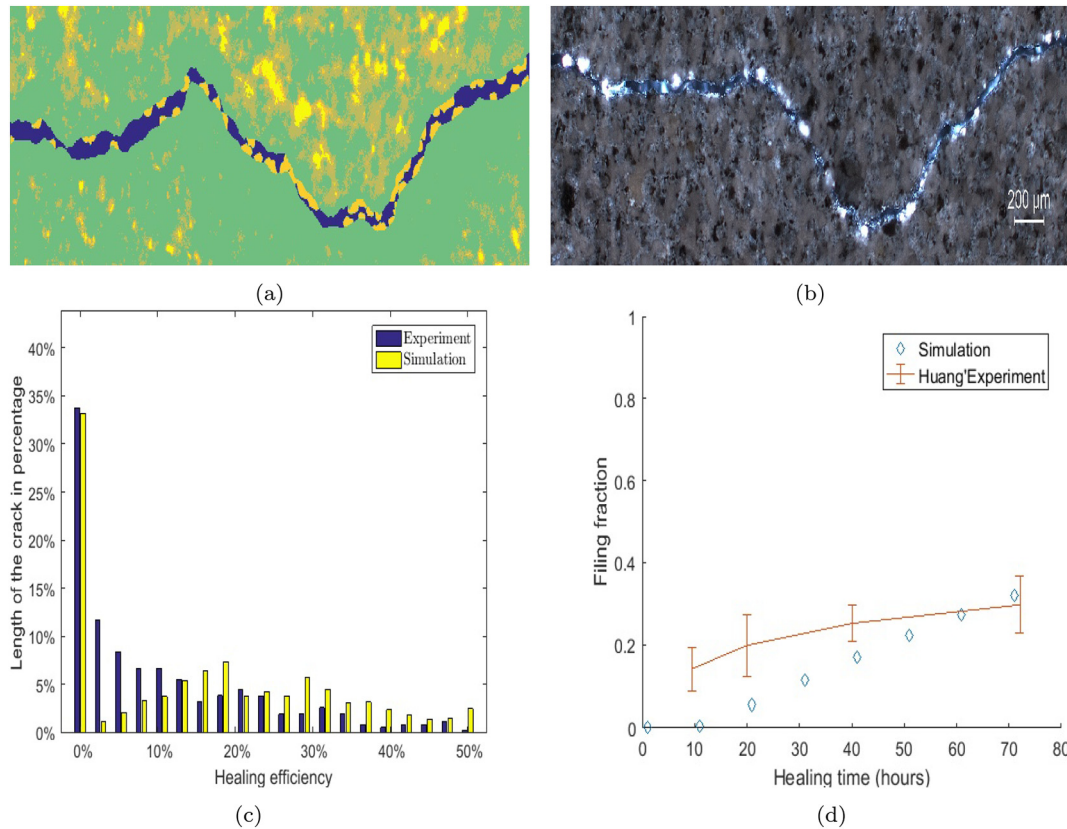 200 µm
(a)
(b)
40%
35%
30%
25%
20%
15%
10%
5%
0%
Length of the crack in percentage
Experiment
Simulation
0%
10%
20%
30%
40%
50%
Healing efficiency
(c)
1
0.8
0.6
0.4
0.2
0
Filing fraction
Simulation
Huang'Experiment
0
10
20
30
40
50
60
70
80
Healing time (hours)
(d)